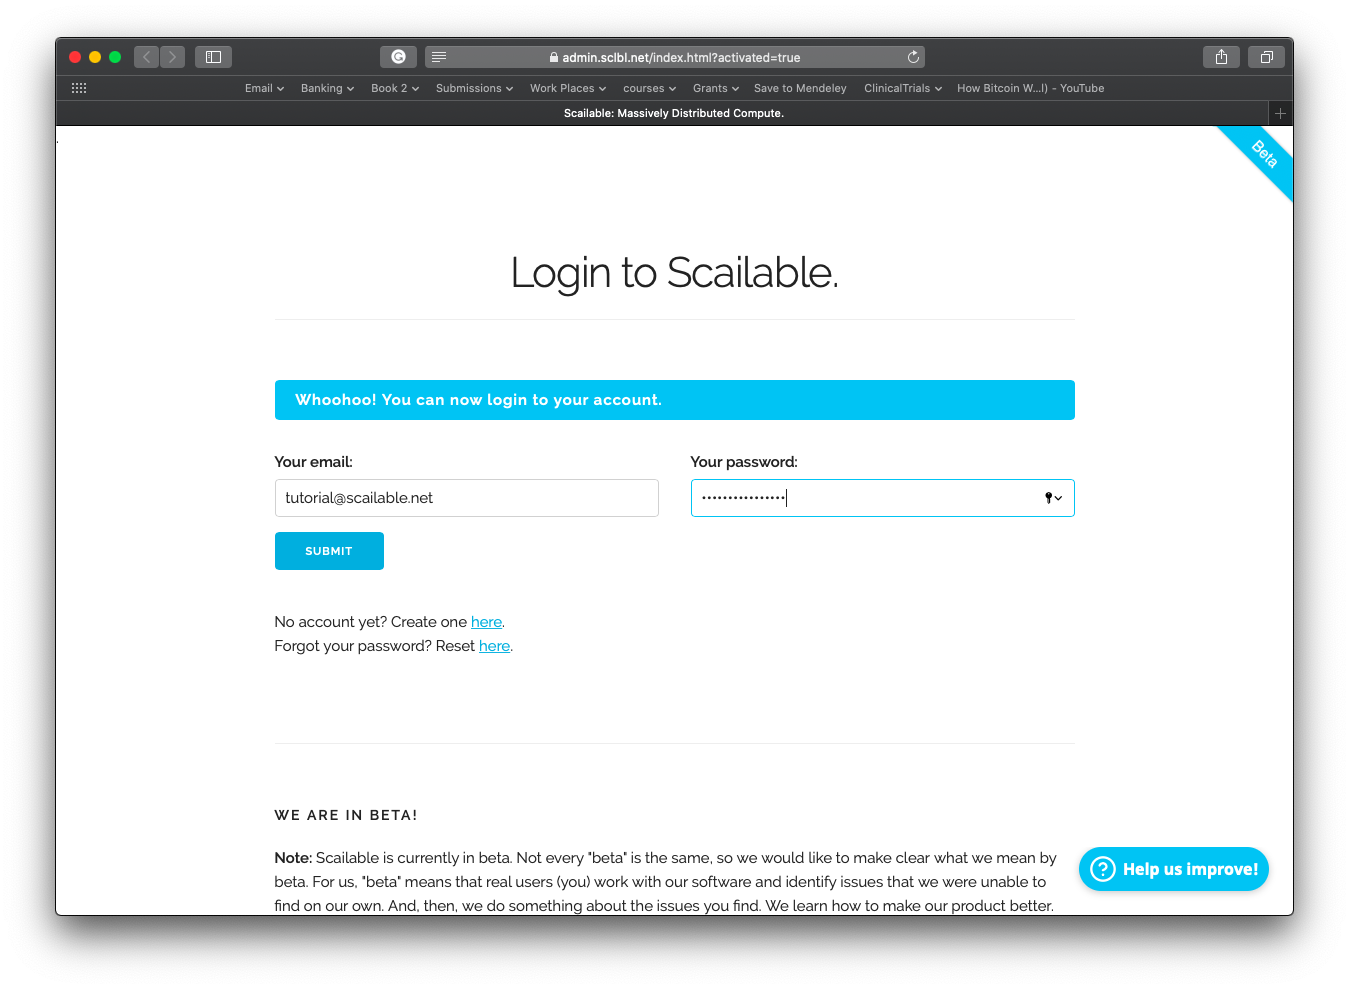 admin.sclbl.net/index.html?activated=true
Email Banking Book 2 Submissions Work Places courses Grants Save to Mendeley ClinicalTrials How Bitcoin W...l) - YouTube
Scailable: Massively Distributed Compute.
.
Beta
Login to Scailable.
Whoohoo! You can now login to your account.
Your email: Your password:
tutorial@scailable.net ••••••••••••••••
SUBMIT
No account yet? Create one here.
Forgot your password? Reset here.
WE ARE IN BETA!
Note: Scailable is currently in beta. Not every "beta" is the same, so we would like to make clear what we mean by
beta. For us, "beta" means that real users (you) work with our software and identify issues that we were unable to
find on our own. And, then, we do something about the issues you find. We learn how to make our product better.
? Help us improve!